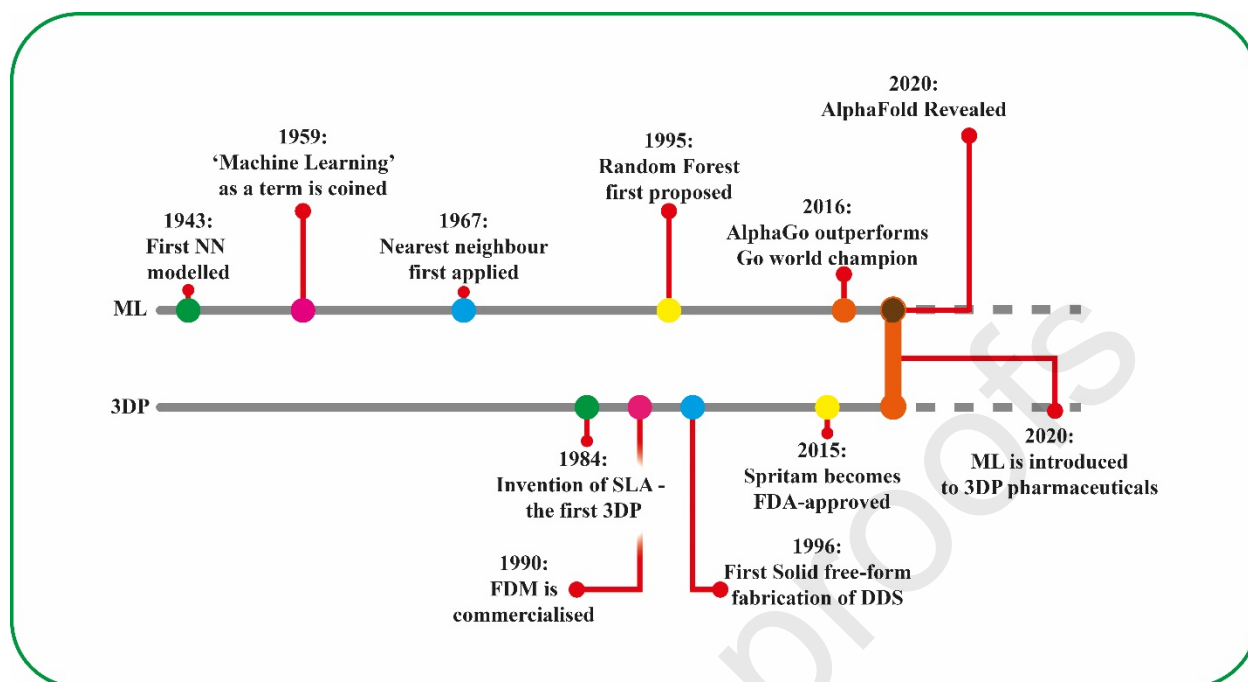 2020:
AlphaFold Revealed
1959:
‘Machine Learning’
as a term is coined
1995:
Random Forest
first proposed
1943:
First NN
modelled
1967:
Nearest neighbour
first applied
2016:
AlphaGo outperforms
Go world champion
ML
3DP
1984:
Invention of SLA -
the first 3DP
2015:
Spritam becomes
FDA-approved
2020:
ML is introduced
to 3DP pharmaceuticals
1990:
FDM is
commercialised
1996:
First Solid free-form
fabrication of DDS
proofs